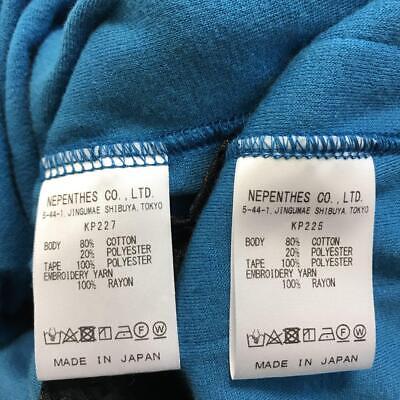 NEPENTHES CO., LTD.
5-44-1, JINGUMAE SHIBUYA, TOKYO
KP227
BODY 80% COTTON
20% POLYESTER
TAPE 100% POLYESTER
EMBROIDERY YARN
100% RAYON
MADE IN JAPAN
NEPENTHES CO., LTD.
5-44-1, JINGUMAE SHIBUYA, TOKYO
KP225
BODY 80% COTTON
20% POLYESTER
TAPE 100% POLYESTER
EMBROIDERY YARN
100% RAYON
MADE IN JAPAN